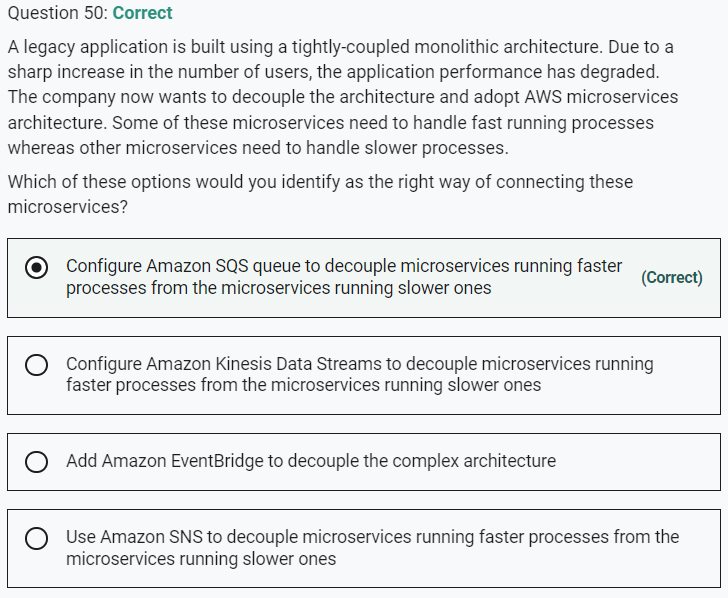 Question 50: Correct
A legacy application is built using a tightly-coupled monolithic architecture. Due to a
sharp increase in the number of users, the application performance has degraded.
The company now wants to decouple the architecture and adopt AWS microservices
architecture. Some of these microservices need to handle fast running processes
whereas other microservices need to handle slower processes.
Which of these options would you identify as the right way of connecting these
microservices?
Configure Amazon SQS queue to decouple microservices running faster
processes from the microservices running slower ones
(Correct)
Configure Amazon Kinesis Data Streams to decouple microservices running
faster processes from the microservices running slower ones
Add Amazon EventBridge to decouple the complex architecture
Use Amazon SNS to decouple microservices running faster processes from the
microservices running slower ones